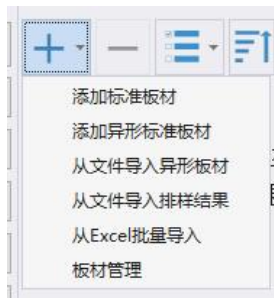 添加标准板材
添加异形标准板材
从文件导入异形板材
从文件导入排样结果
从Excel批量导入
板材管理